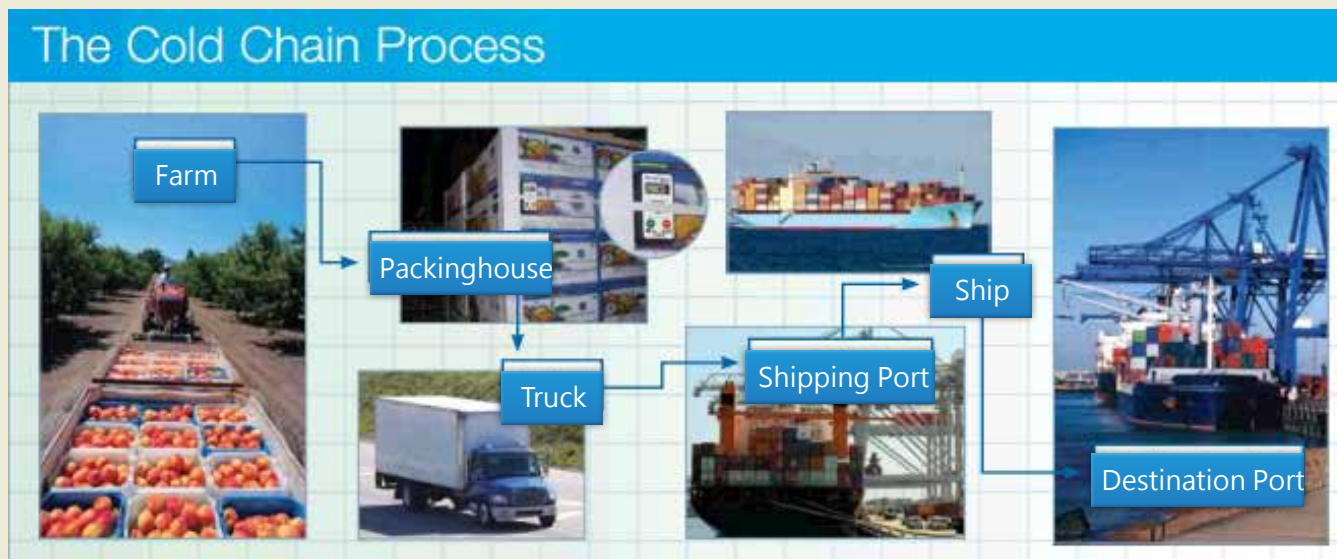 The Cold Chain Process
Farm
Packinghouse
Truck
Shipping Port
Ship
Destination Port